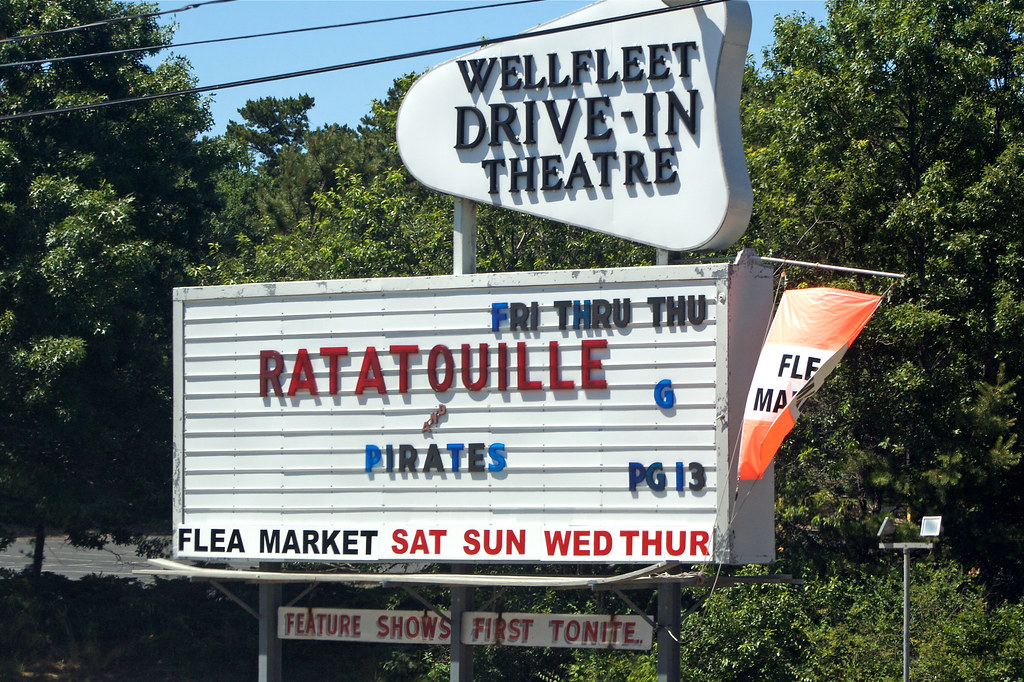 WELLFLEET
DRIVE-IN
THEATRE
FRI THRU THU
RATATOUILLE
G
AND
PIRATES
PG 13
FLEA MARKET SAT SUN WED THUR
FEATURE SHOWS FIRST TONITE..
FLE
MA